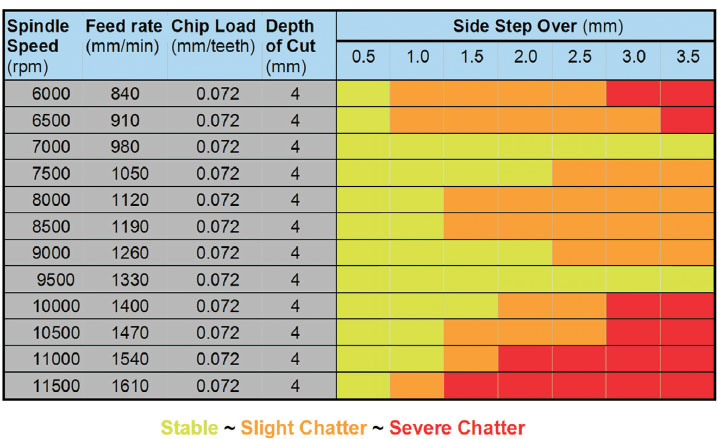 Spindle Speed (rpm) Feed rate (mm/min) Chip Load (mm/teeth) Depth of Cut (mm) Side Step Over (mm)
0.5 1.0 1.5 2.0 2.5 3.0 3.5
6000 840 0.072 4
6500 910 0.072 4
7000 980 0.072 4
7500 1050 0.072 4
8000 1120 0.072 4
8500 1190 0.072 4
9000 1260 0.072 4
9500 1330 0.072 4
10000 1400 0.072 4
10500 1470 0.072 4
11000 1540 0.072 4
11500 1610 0.072 4
Stable ~ Slight Chatter ~ Severe Chatter